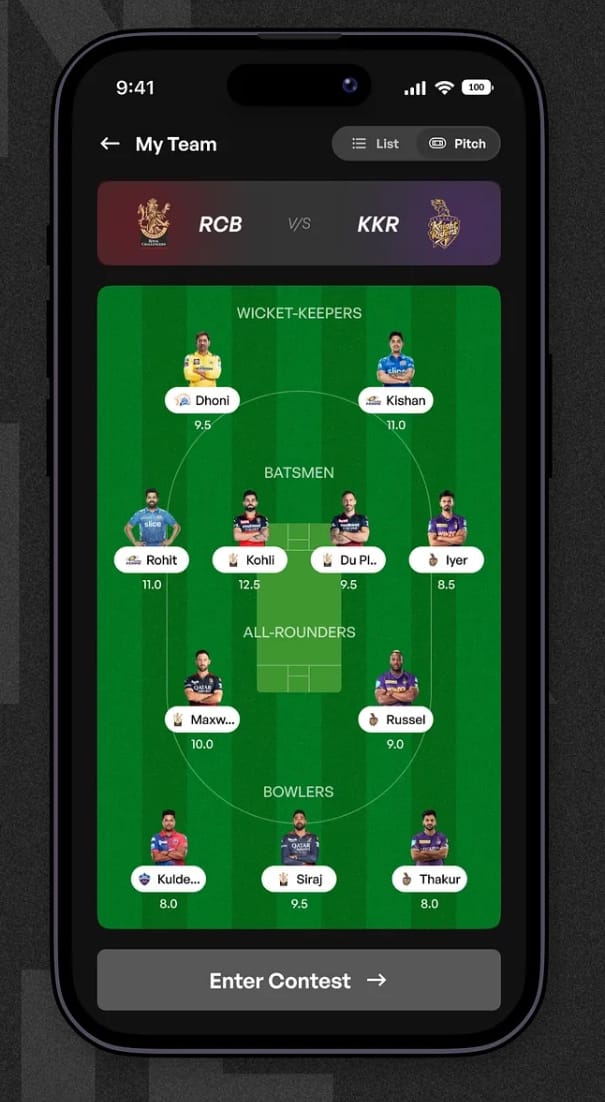 9:41
100
My Team
List
Pitch
RCB
V/S
KKR
WICKET-KEEPERS
Dhoni
Kishan
9.5
11.0
BATSMEN
Rohit
Kohli
Du Pl..
Iyer
11.0
12.5
9.5
8.5
ALL-ROUNDERS
Maxw...
Russel
10.0
9.0
BOWLERS
Kulde...
Siraj
Thakur
8.0
9.5
8.0
Enter Contest